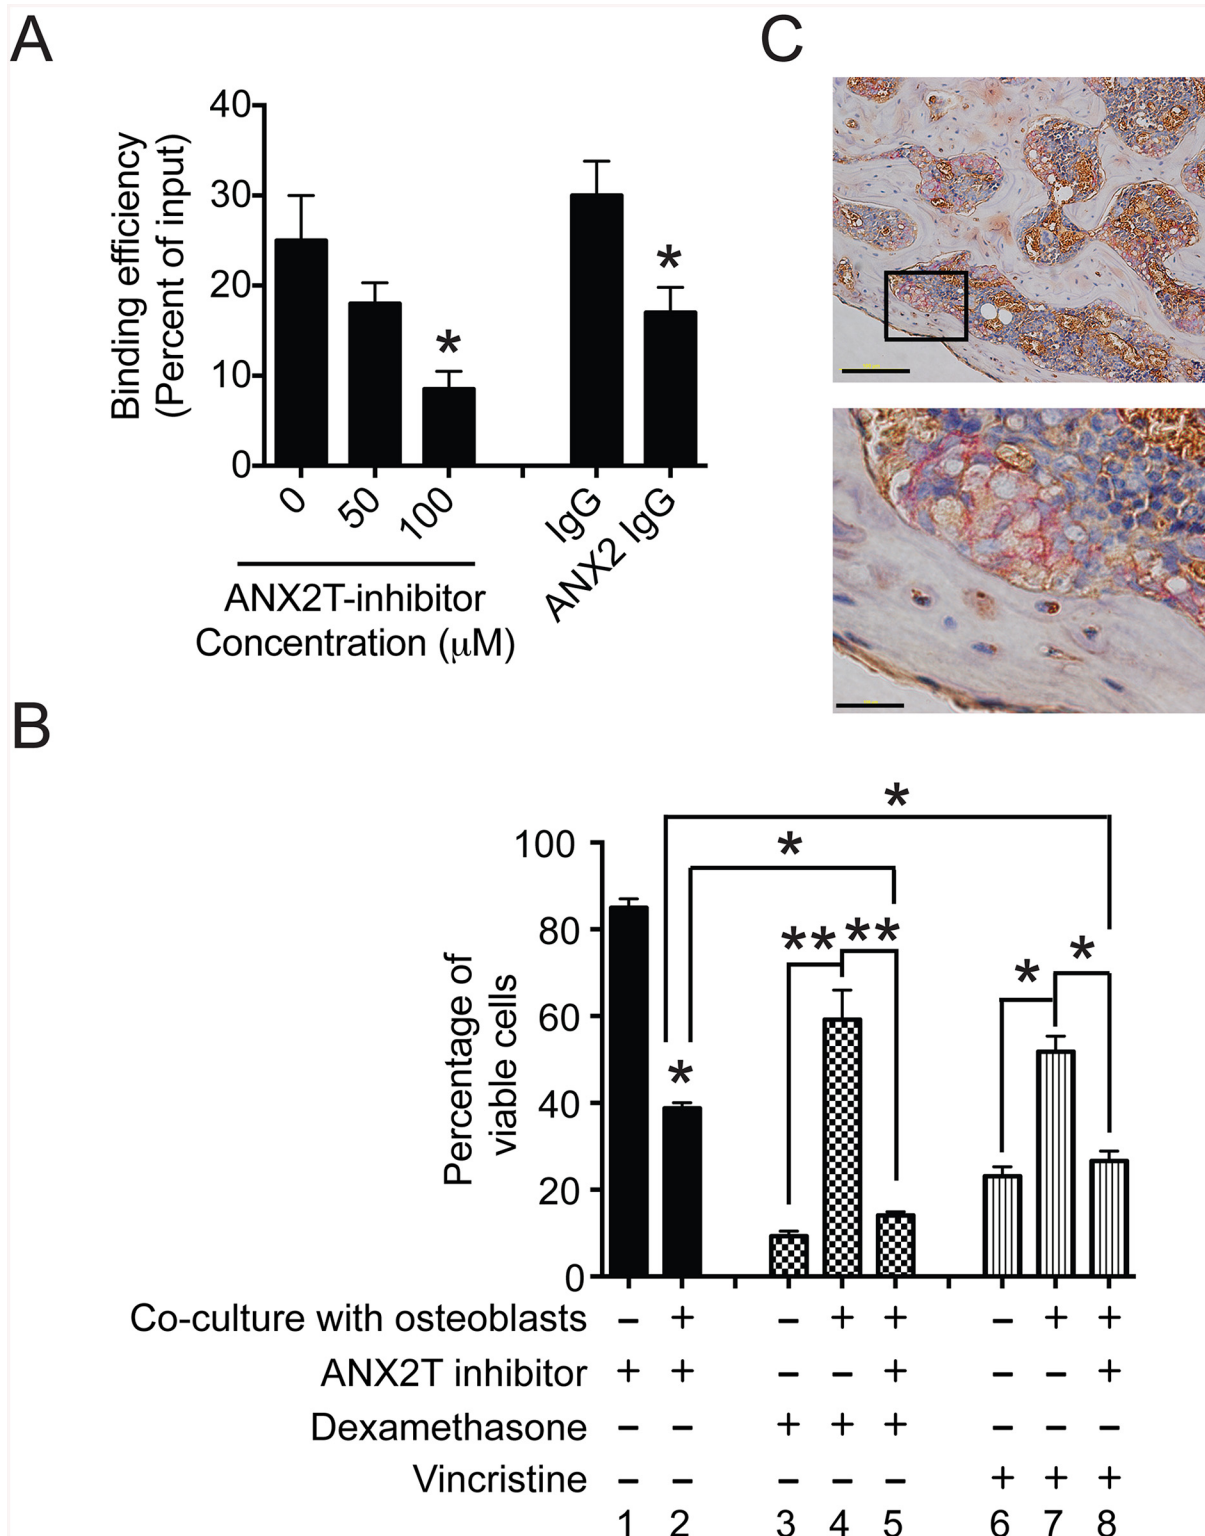 A
C
40
30
20
10
0
Binding efficiency
(Percent of input)
*
*
0
50
100
IgG
ANX2 IgG
ANX2T-inhibitor
Concentration (μM)
B
*
*
**
**
*
*
*
100
80
60
40
20
0
Percentage of
viable cells
Co-culture with osteoblasts – + – + + – + +
ANX2T inhibitor + + – – + – – +
Dexamethasone – – + + + – – –
Vincristine – – – – – + + +
1 2 3 4 5 6 7 8